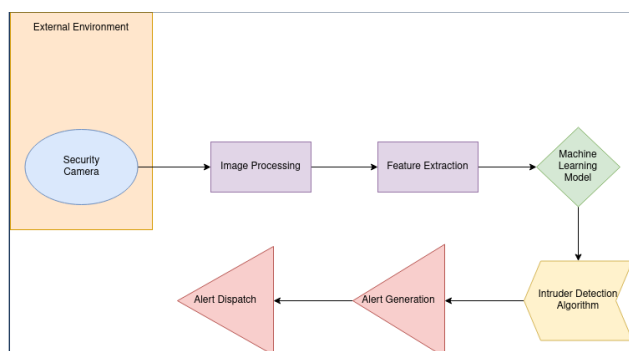 External Environment
Security
Camera
Image Processing
Feature Extraction
Machine
Learning
Model
Alert Dispatch
Alert Generation
Intruder Detection
Algorithm